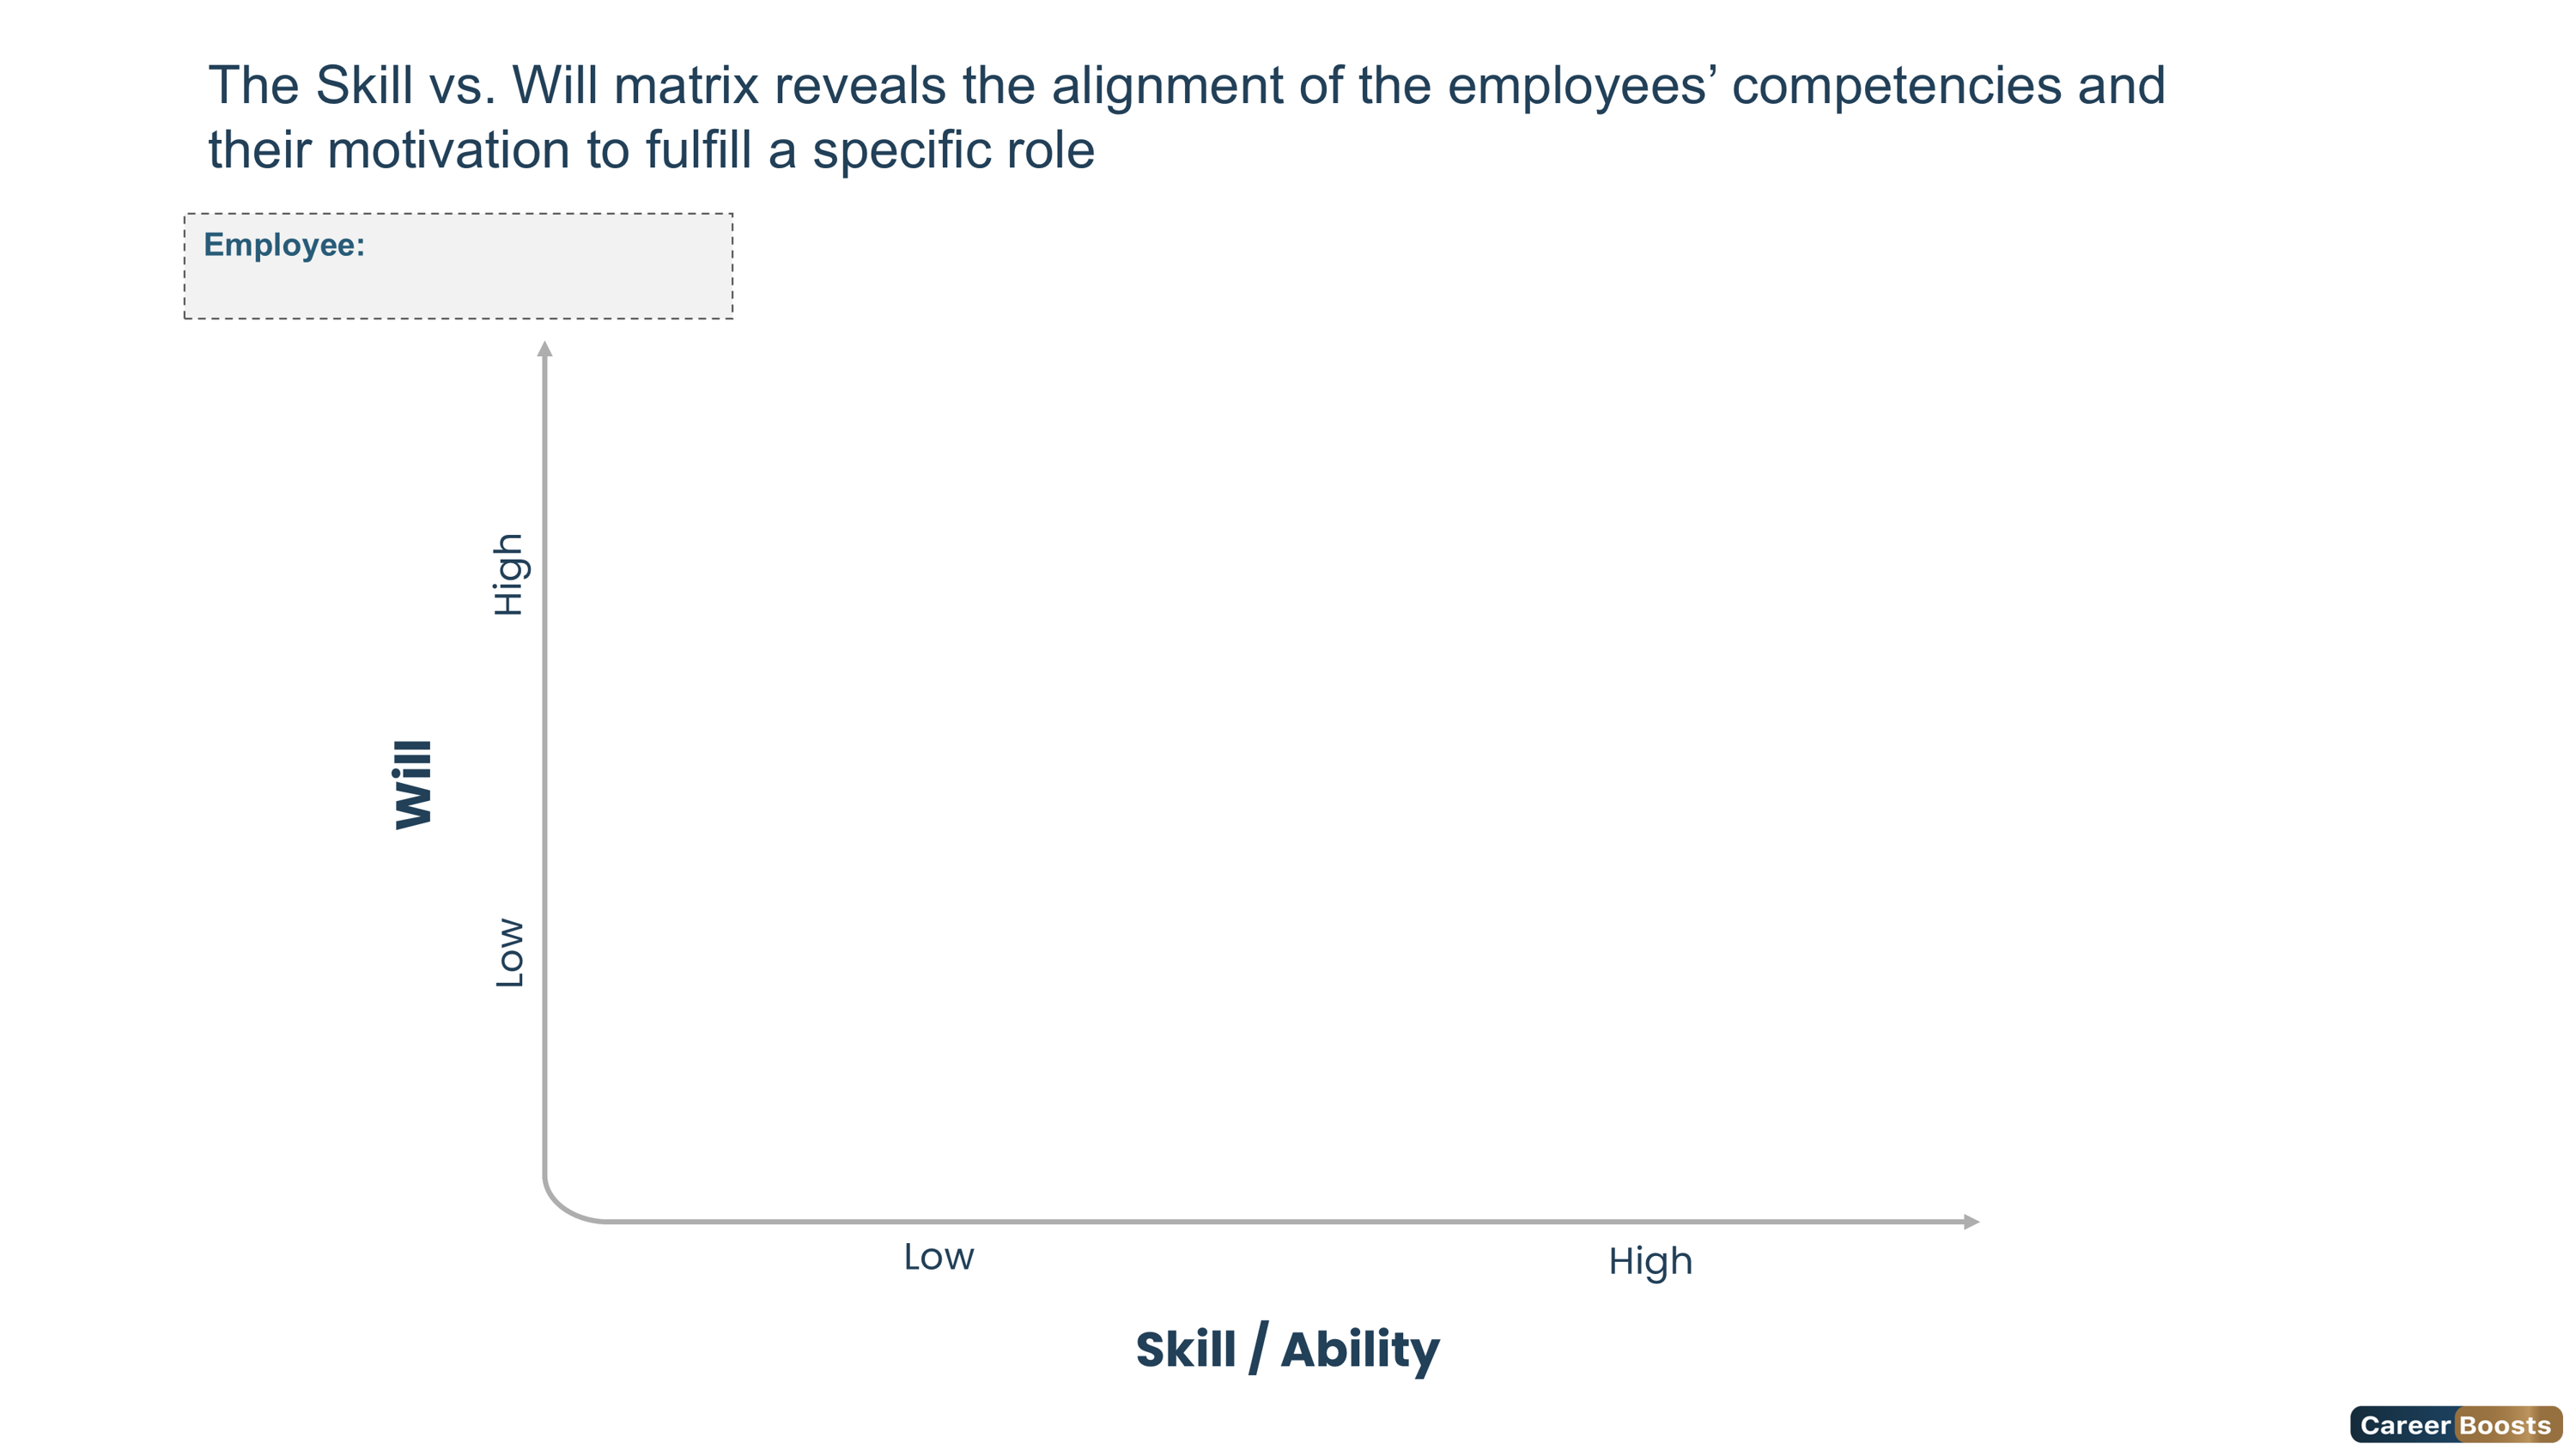 The Skill vs. Will matrix reveals the alignment of the employees’ competencies and
their motivation to fulfill a specific role
Employee:
High
Will
Low
Low
High
Skill / Ability
Career Boosts